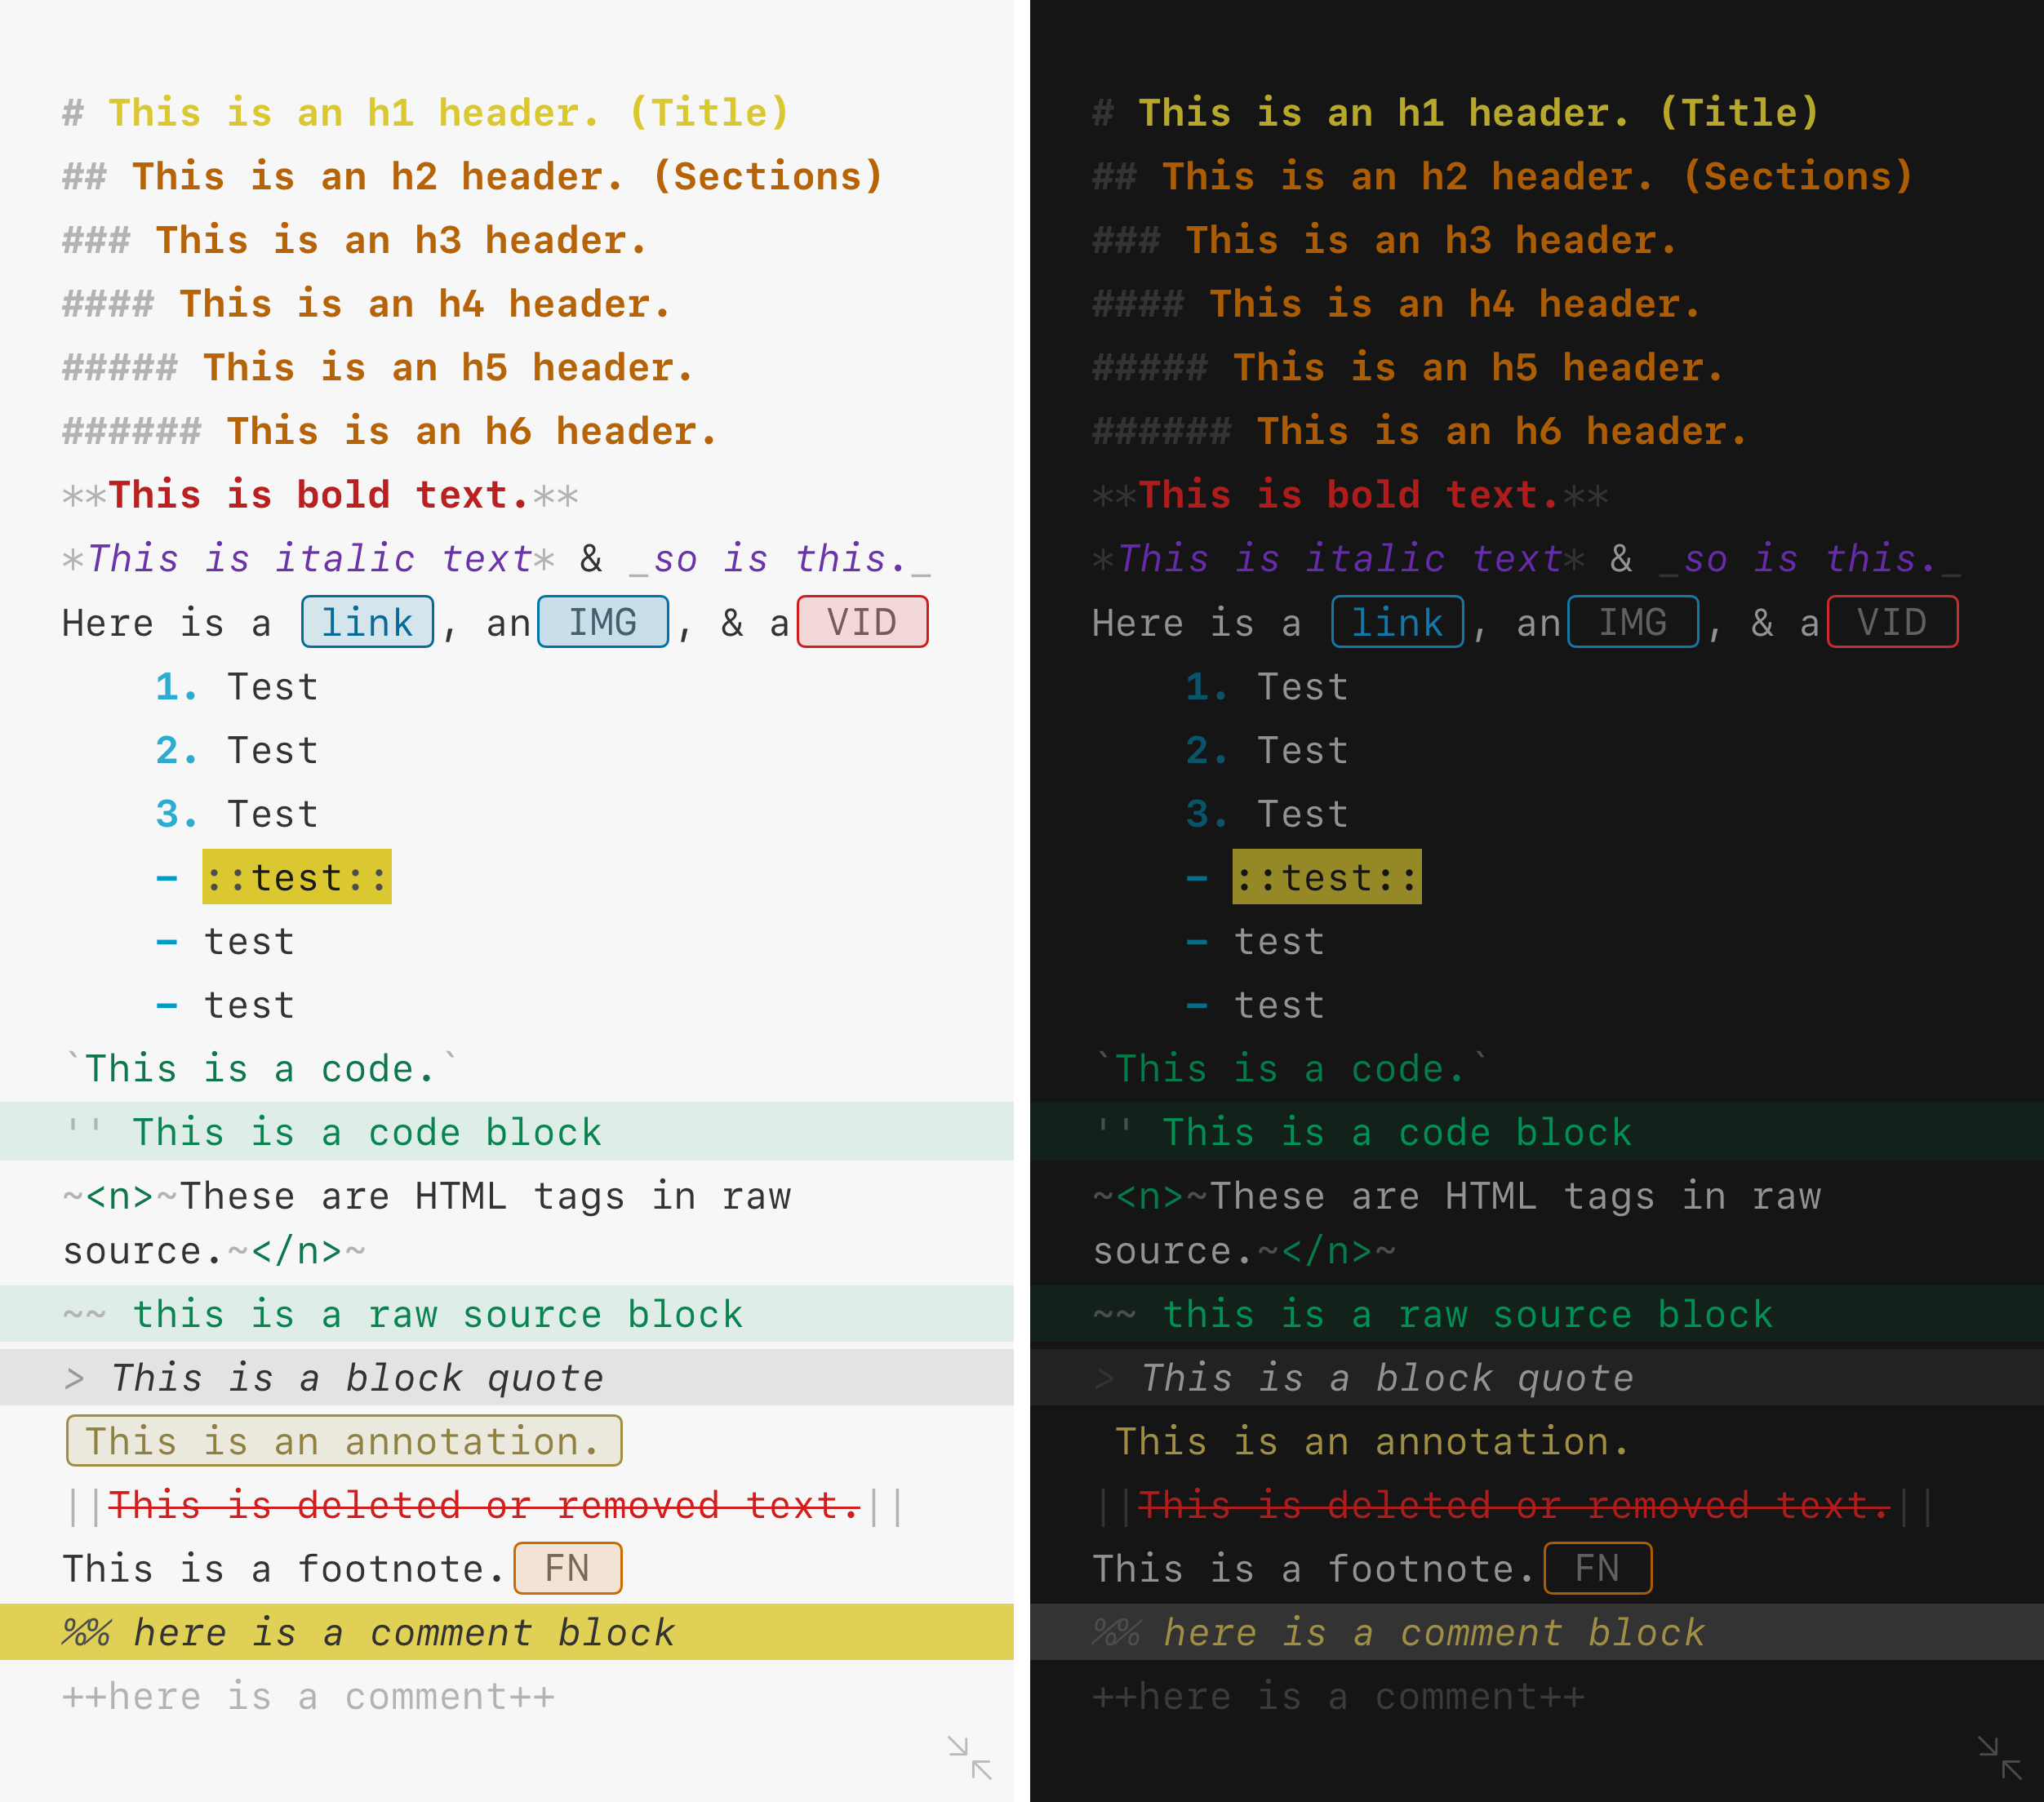 # This is an h1 header. (Title)
## This is an h2 header. (Sections)
### This is an h3 header.
#### This is an h4 header.
##### This is an h5 header.
###### This is an h6 header.
**This is bold text.**
*This is italic text* & _so is this._
Here is a link, an IMG, & a VID
1. Test
2. Test
3. Test
- ::test::
- test
- test
`This is a code.`
'' This is a code block
~<n>~These are HTML tags in raw
source.~</n>~
~~ this is a raw source block
> This is a block quote
This is an annotation.
||This is deleted or removed text.||
This is a footnote. FN
%% here is a comment block
++here is a comment++
# This is an h1 header. (Title)
## This is an h2 header. (Sections)
### This is an h3 header.
#### This is an h4 header.
##### This is an h5 header.
###### This is an h6 header.
**This is bold text.**
*This is italic text* & _so is this._
Here is a link, an IMG, & a VID
1. Test
2. Test
3. Test
- ::test::
- test
- test
`This is a code.`
'' This is a code block
~<n>~These are HTML tags in raw
source.~</n>~
~~ this is a raw source block
> This is a block quote
This is an annotation.
||This is deleted or removed text.||
This is a footnote. FN
%% here is a comment block
++here is a comment++